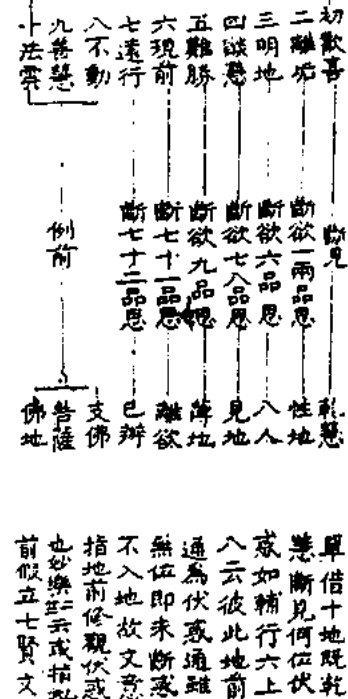 初歡喜 斷見 乾慧
二離垢 斷欲一兩品思 性地
三明地 斷欲六品思 八人
四談慧 斷欲七八品思 見地
五難勝 斷欲九品思 薄地
六現前 斷七十一品思 離欲
七遠行 斷七十二品思 已辦
八不動 支佛
九善慧 例前 菩薩
十法雲 佛地
單借十地既乾
慧斷見何位伏
惑如輔行六上
八云彼此地前
通為伏惑通雖
無位即未斷惑
不入地故文意
指地前修觀伏惑
也妙樂云或指
前假立七賢文